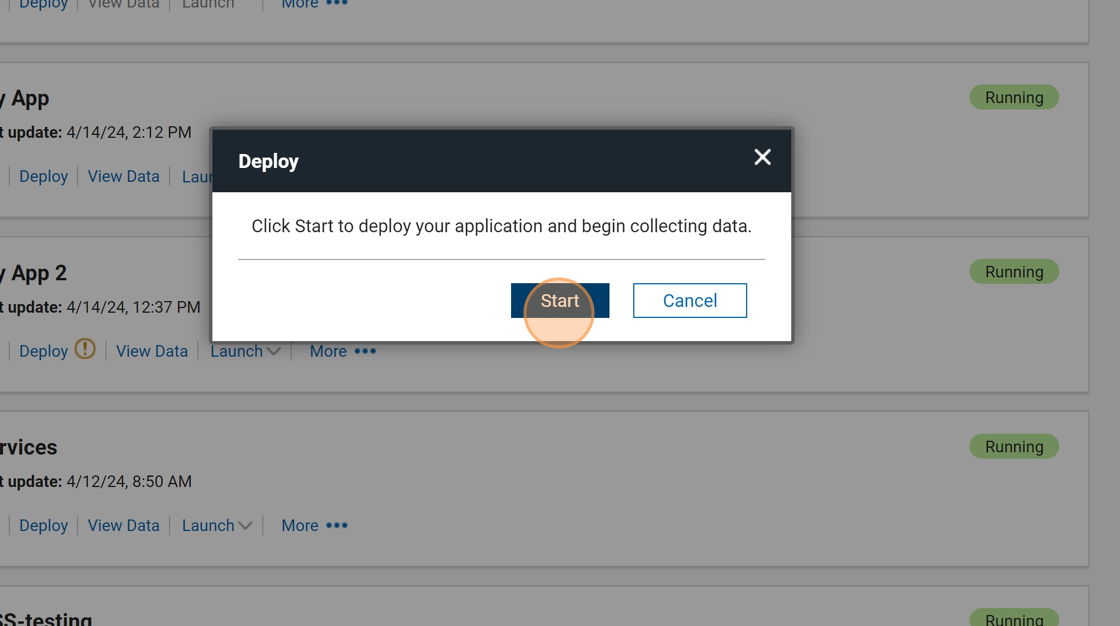 Deploy View Data Launch More
y App Running
t update: 4/14/24, 2:12 PM
Deploy View Data Lau
Deploy
Click Start to deploy your application and begin collecting data.
Start Cancel
y App 2 Running
t update: 4/14/24, 12:37 PM
Deploy View Data Launch More
rvices Running
t update: 4/12/24, 8:50 AM
Deploy View Data Launch More
SS-testing Running